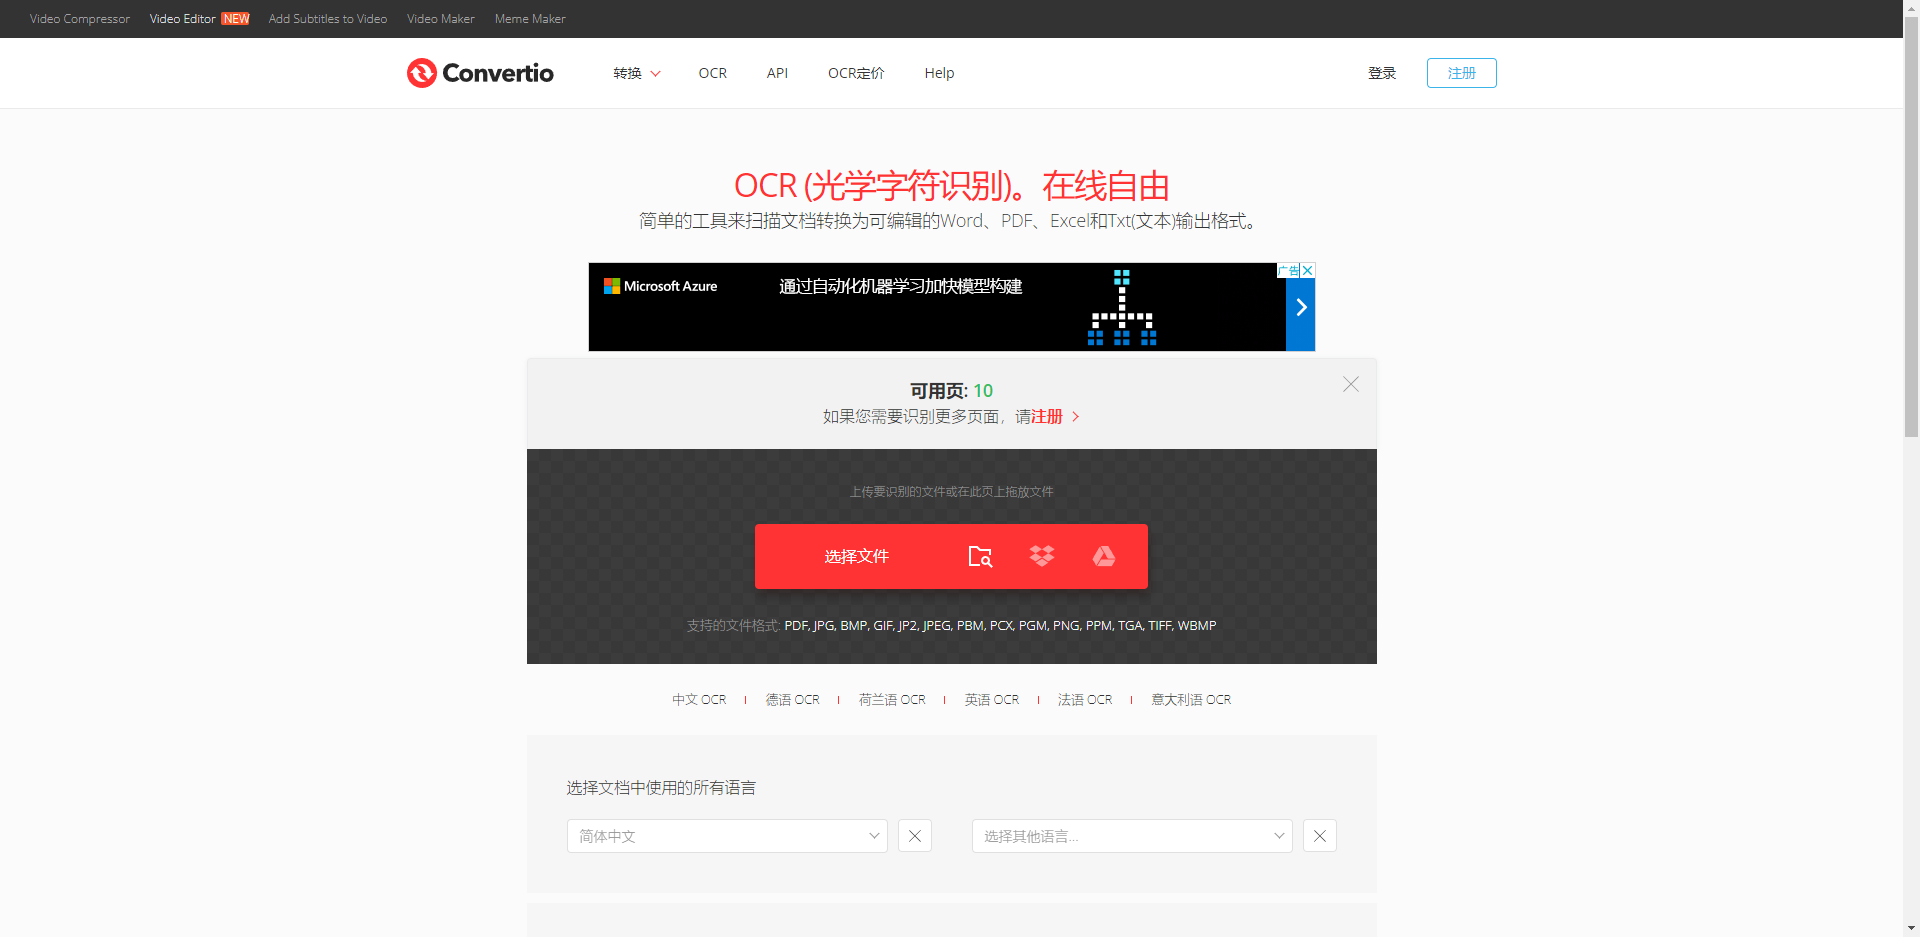 Video Compressor Video Editor NEW Add Subtitles to Video Video Maker Meme Maker
Convertio 转换 OCR API OCR定价 Help 登录 注册
OCR (光学字符识别)。在线自由
简单的工具来扫描文档转换为可编辑的Word、PDF、Excel和Txt(文本)输出格式。
广告
Microsoft Azure 通过自动化机器学习加快模型构建
可用页: 10
如果您需要识别更多页面，请注册
上传要识别的文件或在此页上拖放文件
选择文件
支持的文件格式: PDF, JPG, BMP, GIF, JP2, JPEG, PBM, PCX, PGM, PNG, PPM, TGA, TIFF, WBMP
中文 OCR 德语 OCR 荷兰语 OCR 英语 OCR 法语 OCR 意大利语 OCR
选择文档中使用的所有语言
简体中文 选择其他语言...